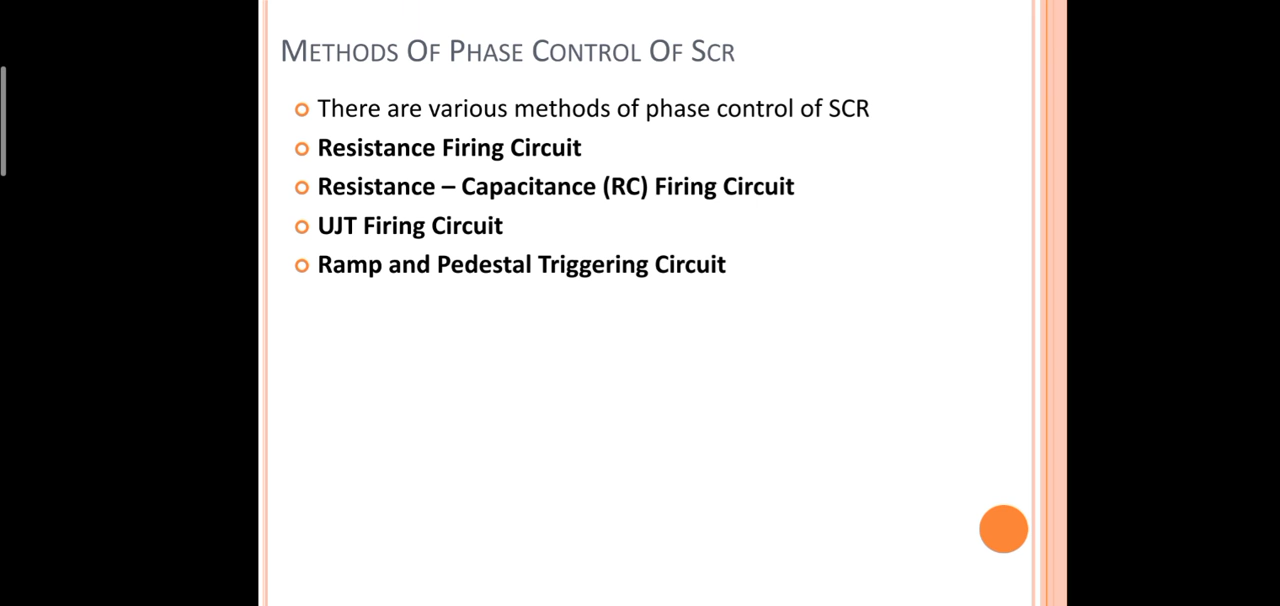 Methods Of Phase Control Of Scr
There are various methods of phase control of SCR
Resistance Firing Circuit
Resistance – Capacitance (RC) Firing Circuit
UJT Firing Circuit
Ramp and Pedestal Triggering Circuit